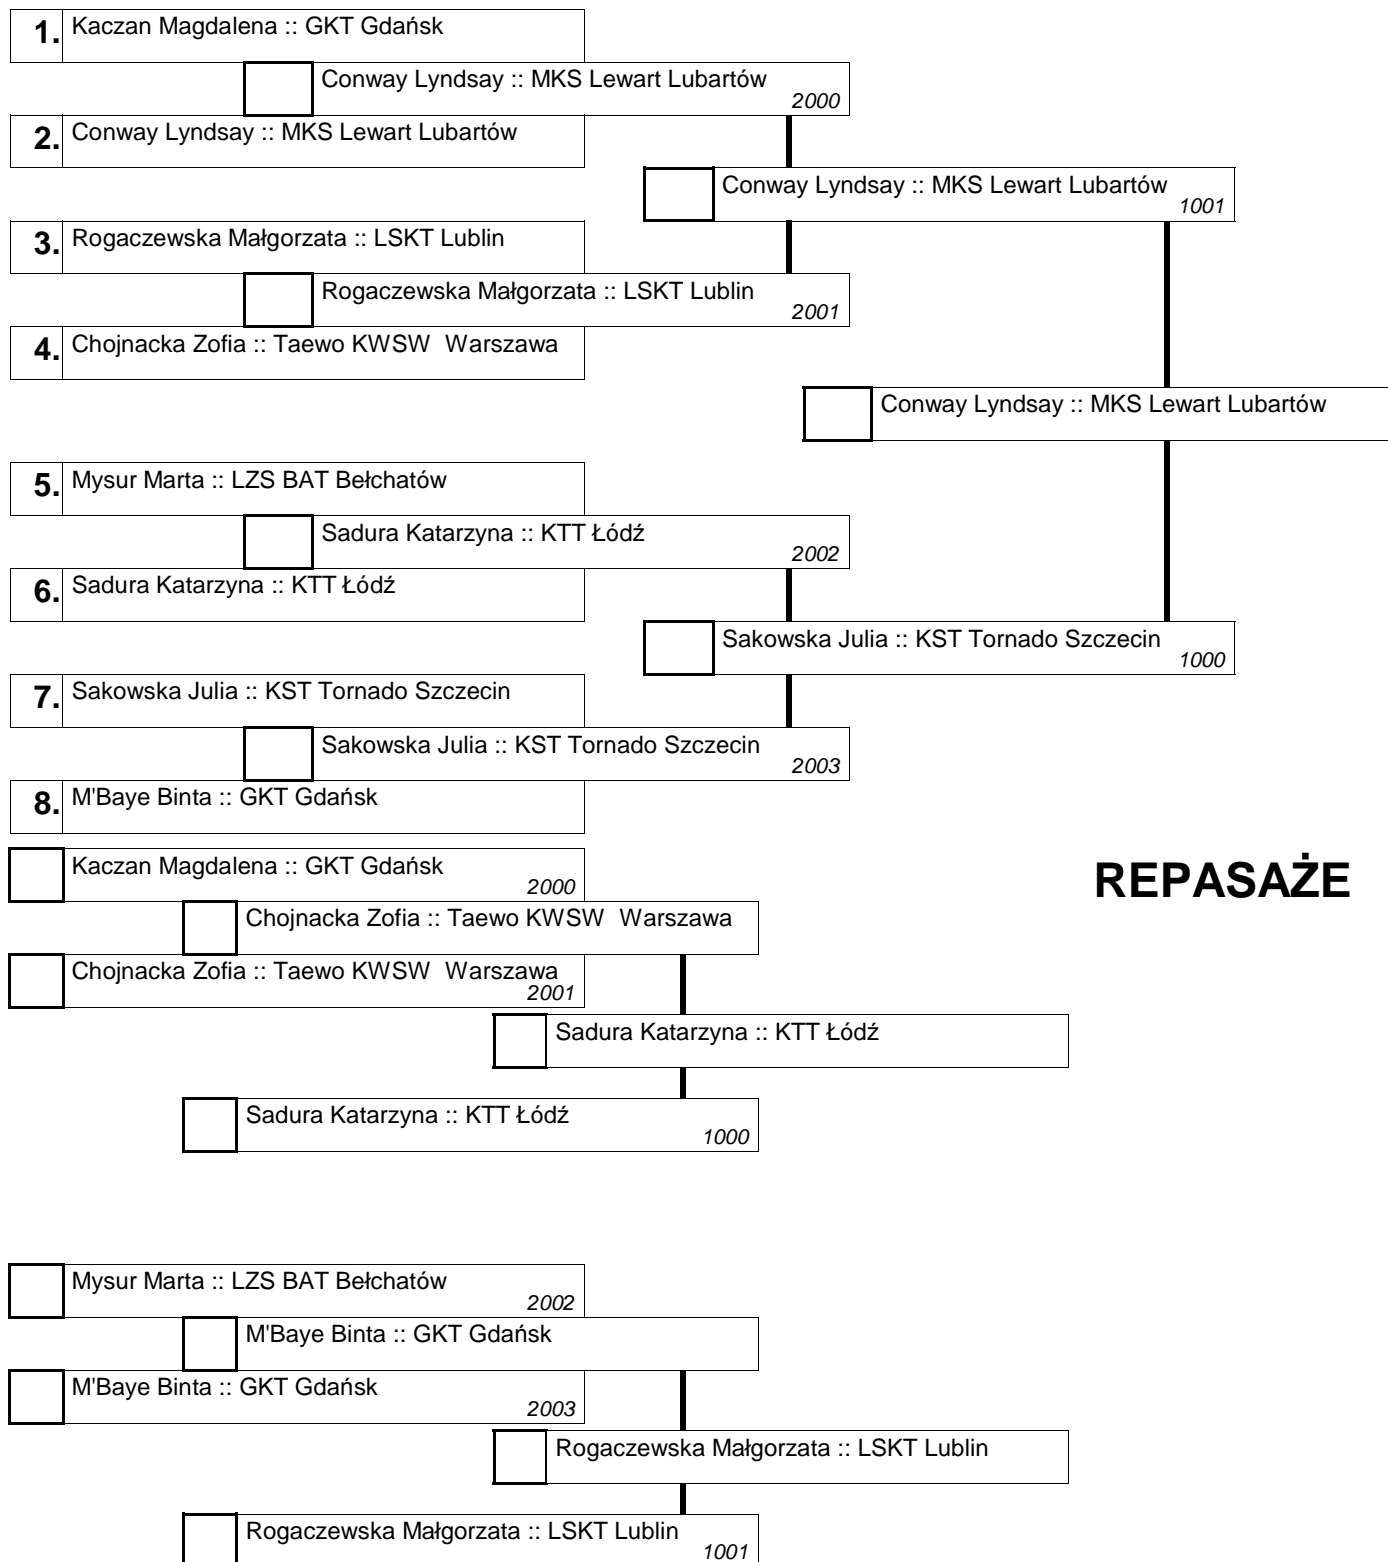 1. Kaczan Magdalena :: GKT Gdańsk
Conway Lyndsay :: MKS Lewart Lubartów
2000
2. Conway Lyndsay :: MKS Lewart Lubartów
Conway Lyndsay :: MKS Lewart Lubartów
1001
3. Rogaczewska Małgorzata :: LSKT Lublin
Rogaczewska Małgorzata :: LSKT Lublin
2001
4. Chojnacka Zofia :: Taewo KWSW Warszawa
Conway Lyndsay :: MKS Lewart Lubartów
5. Mysur Marta :: LZS BAT Bełchatów
Sadura Katarzyna :: KTT Łódź
2002
6. Sadura Katarzyna :: KTT Łódź
Sakowska Julia :: KST Tornado Szczecin
1000
7. Sakowska Julia :: KST Tornado Szczecin
Sakowska Julia :: KST Tornado Szczecin
2003
8. M'Baye Binta :: GKT Gdańsk
Kaczan Magdalena :: GKT Gdańsk
2000
REPASAŻE
Chojnacka Zofia :: Taewo KWSW Warszawa
Chojnacka Zofia :: Taewo KWSW Warszawa
2001
Sadura Katarzyna :: KTT Łódź
Sadura Katarzyna :: KTT Łódź
1000
Mysur Marta :: LZS BAT Bełchatów
2002
M'Baye Binta :: GKT Gdańsk
M'Baye Binta :: GKT Gdańsk
2003
Rogaczewska Małgorzata :: LSKT Lublin
Rogaczewska Małgorzata :: LSKT Lublin
1001